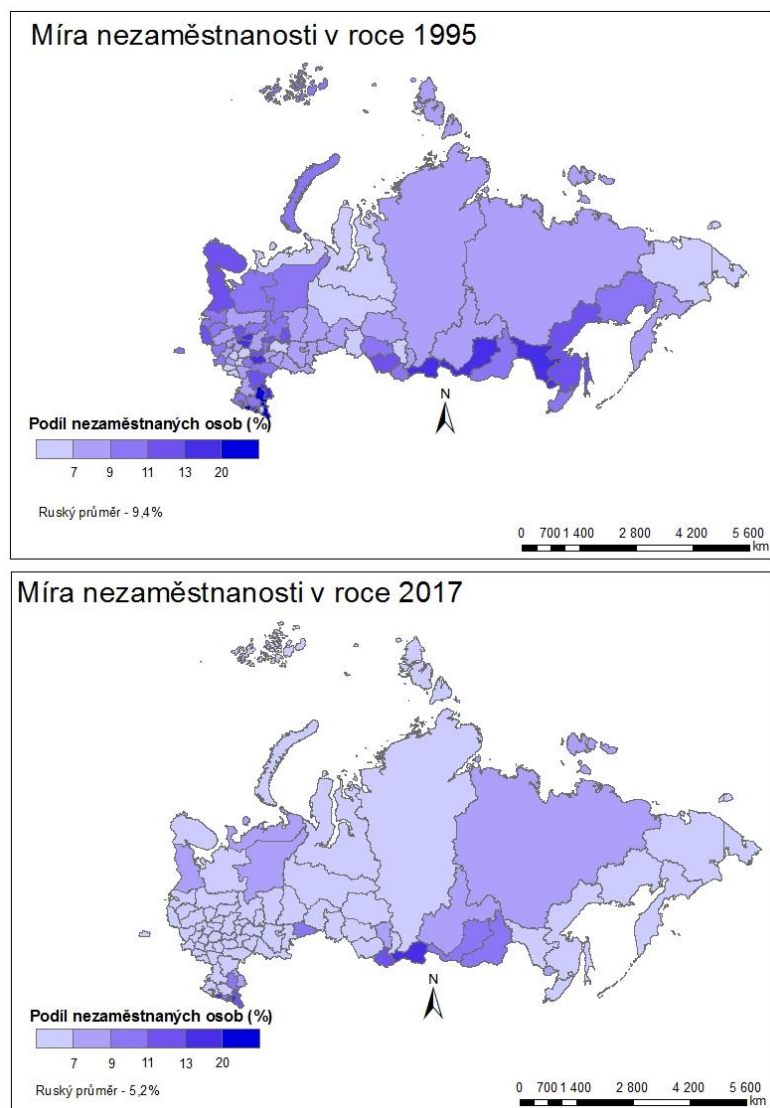 Míra nezaměstnanosti v roce 1995
N
Podíl nezaměstnaných osob (%)
7 9 11 13 20
Ruský průměr - 9,4%
0 700 1 400 2 800 4 200 5 600
km
Míra nezaměstnanosti v roce 2017
N
Podíl nezaměstnaných osob (%)
7 9 11 13 20
Ruský průměr - 5,2%
0 700 1 400 2 800 4 200 5 600
km